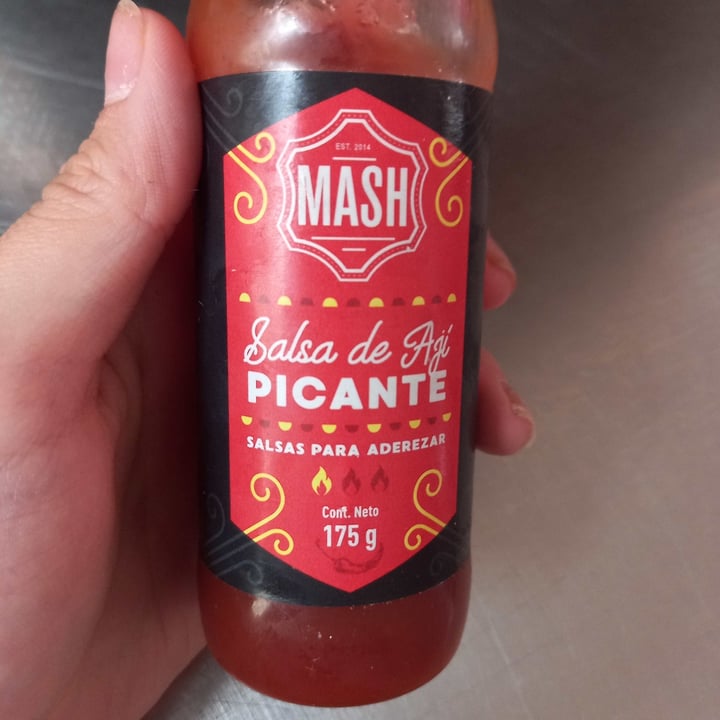 EST. 2014
MASH
Salsa de Ají
PICANTE
SALSAS PARA ADEREZAR
Cont. Neto
175 g